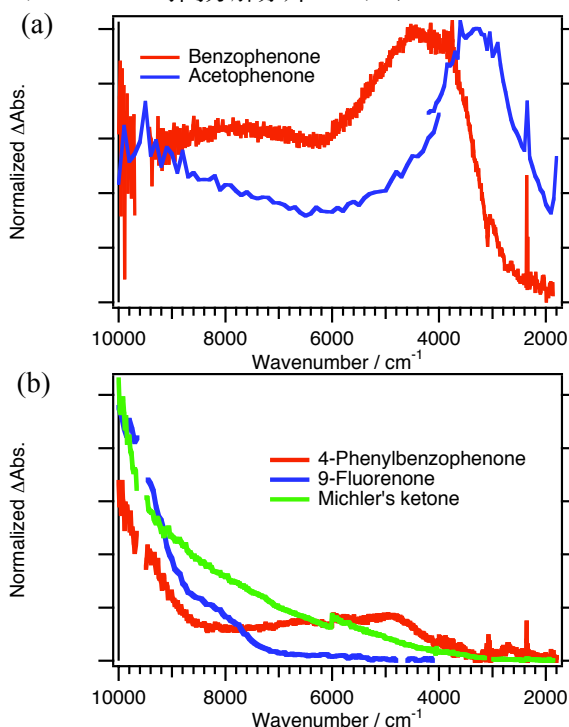 (a)
Benzophenone
Acetophenone
Normalized ΔAbs.
10000 8000 6000 4000 2000
Wavenumber / cm-1
(b)
4-Phenylbenzophenone
9-Fluorenone
Michler's ketone
Normalized ΔAbs.
10000 8000 6000 4000 2000
Wavenumber / cm-1